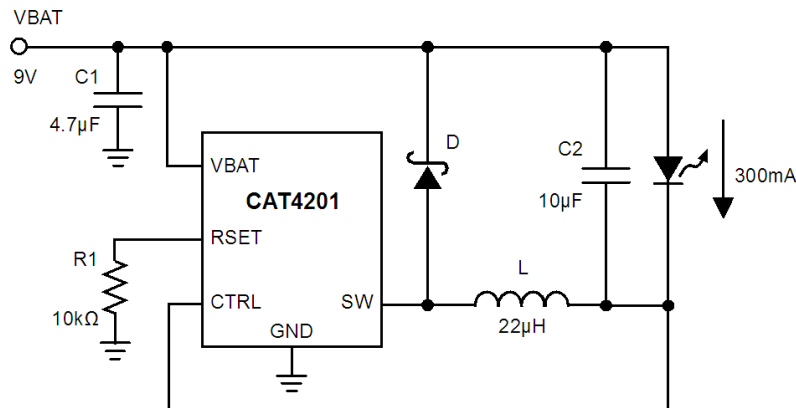 VBAT
9V
C1
4.7µF
VBAT
CAT4201
RSET
R1
10kΩ
CTRL
SW
GND
D
L
22µH
C2
10µF
300mA